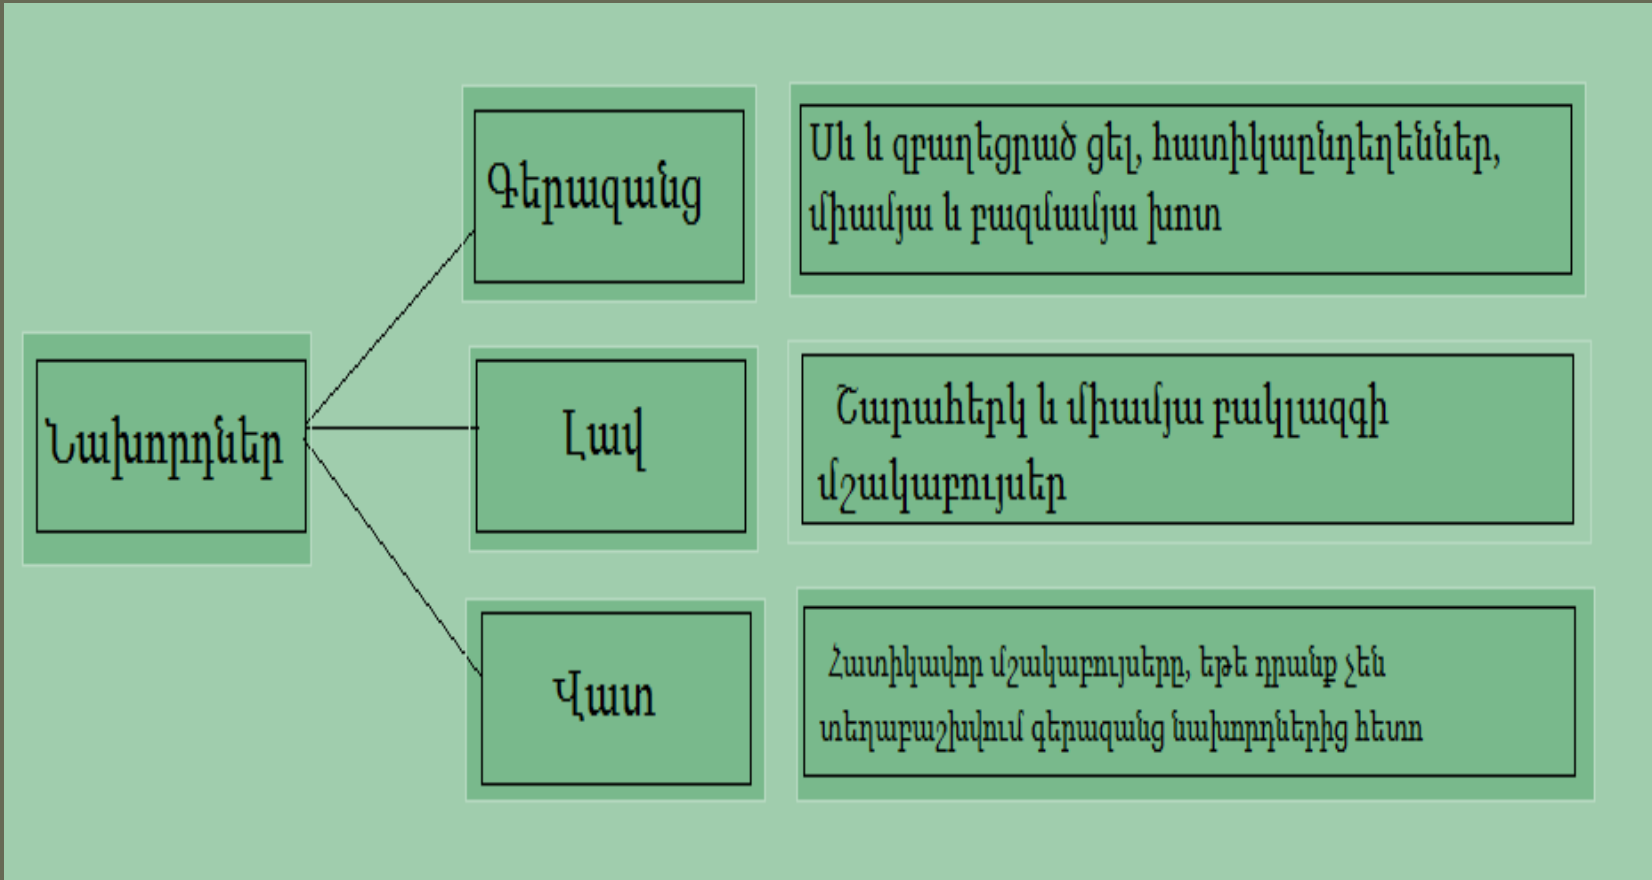 Նախորդներ
Գերազանց
Սև և զբաղեցրած ցել, հատիկաընդեղեններ,
միամյա և բազմամյա խոտ
Լավ
Շարահերկ և միամյա բակլազգի
մշակաբույսեր
Վատ
Հատիկավոր մշակաբույսերը, եթե դրանք չեն
տեղաբաշխվում գերազանց նախորդներից հետո